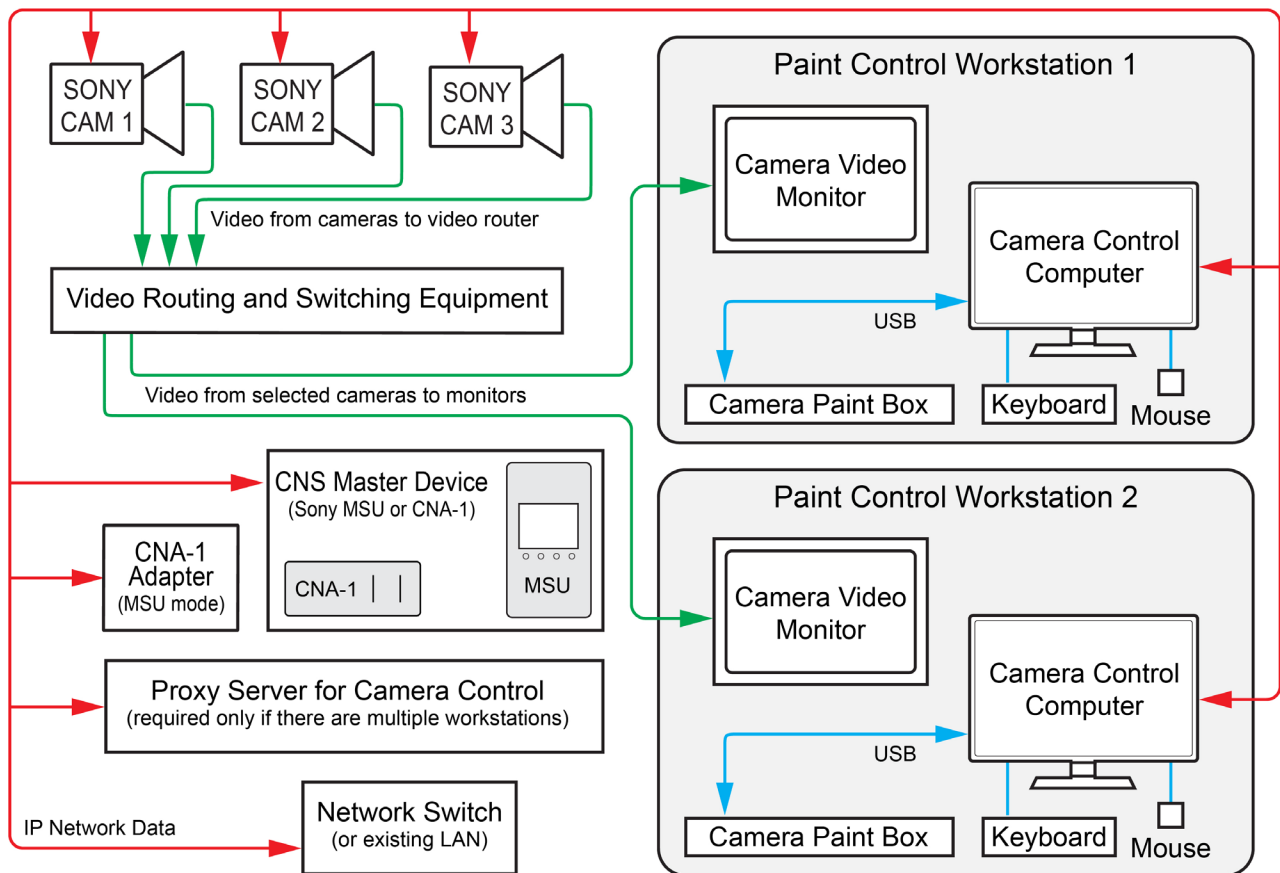 SONY
CAM 1
SONY
CAM 2
SONY
CAM 3
Video from cameras to video router
Video Routing and Switching Equipment
Video from selected cameras to monitors
CNS Master Device
(Sony MSU or CNA-1)
CNA-1
MSU
CNA-1
Adapter
(MSU mode)
Proxy Server for Camera Control
(required only if there are multiple workstations)
IP Network Data
Network Switch
(or existing LAN)
Paint Control Workstation 1
Camera Video
Monitor
Camera Control
Computer
USB
Camera Paint Box
Keyboard
Mouse
Paint Control Workstation 2
Camera Video
Monitor
Camera Control
Computer
USB
Camera Paint Box
Keyboard
Mouse